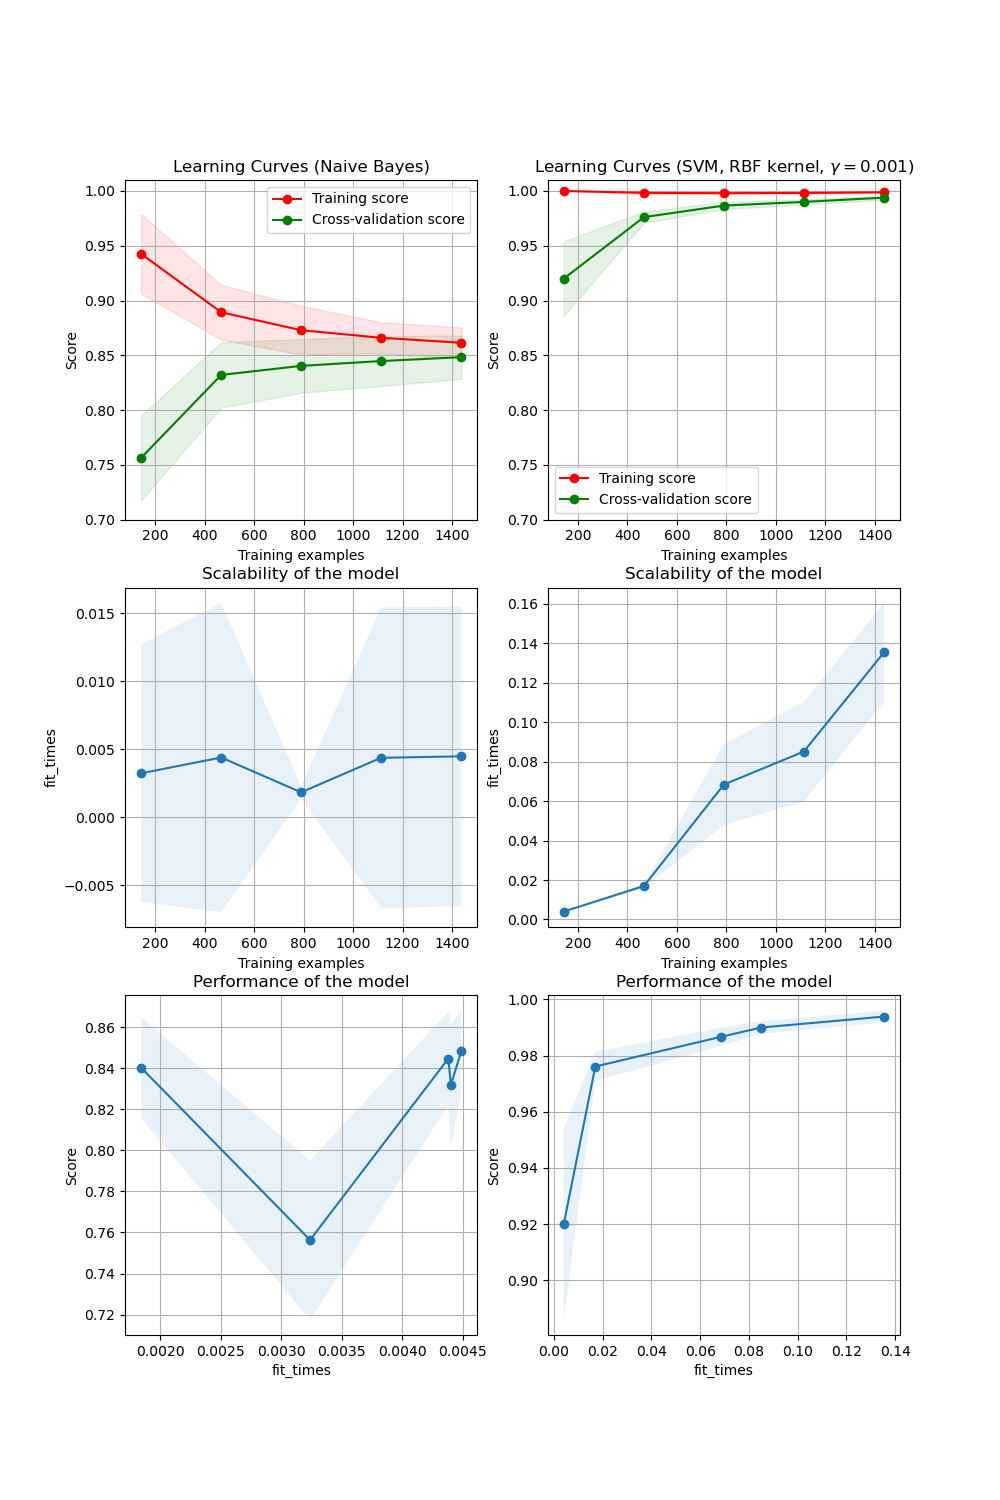 Learning Curves (Naive Bayes)
1.00
0.95
0.90
0.85
0.80
0.75
0.70
Score
Training score
Cross-validation score
200 400 600 800 1000 1200 1400
Training examples
Learning Curves (SVM, RBF kernel, γ = 0.001)
1.00
0.95
0.90
0.85
0.80
0.75
0.70
Score
Training score
Cross-validation score
200 400 600 800 1000 1200 1400
Training examples
Scalability of the model
0.015
0.010
0.005
0.000
−0.005
fit_times
200 400 600 800 1000 1200 1400
Training examples
Scalability of the model
0.16
0.14
0.12
0.10
0.08
0.06
0.04
0.02
0.00
fit_times
200 400 600 800 1000 1200 1400
Training examples
Performance of the model
0.86
0.84
0.82
0.80
0.78
0.76
0.74
0.72
Score
0.0020 0.0025 0.0030 0.0035 0.0040 0.0045
fit_times
Performance of the model
1.00
0.98
0.96
0.94
0.92
0.90
Score
0.00 0.02 0.04 0.06 0.08 0.10 0.12 0.14
fit_times